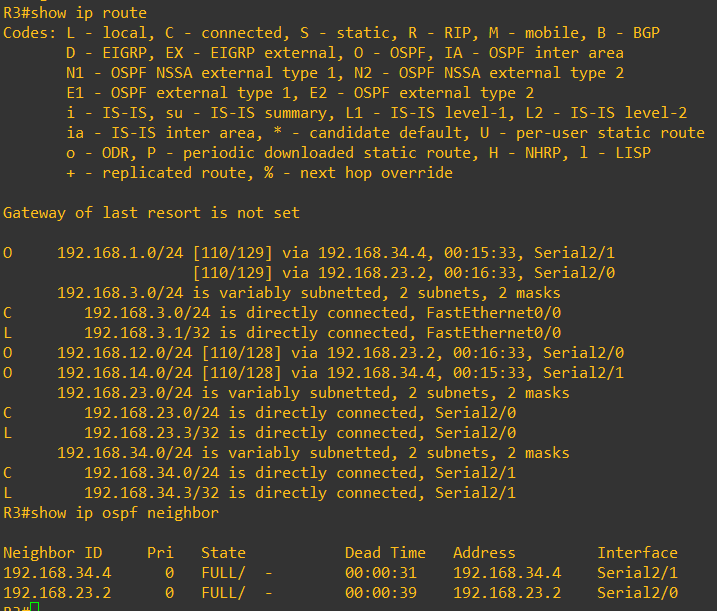 R3#show ip route
Codes: L - local, C - connected, S - static, R - RIP, M - mobile, B - BGP
       D - EIGRP, EX - EIGRP external, O - OSPF, IA - OSPF inter area
       N1 - OSPF NSSA external type 1, N2 - OSPF NSSA external type 2
       E1 - OSPF external type 1, E2 - OSPF external type 2
       i - IS-IS, su - IS-IS summary, L1 - IS-IS level-1, L2 - IS-IS level-2
       ia - IS-IS inter area, * - candidate default, U - per-user static route
       o - ODR, P - periodic downloaded static route, H - NHRP, l - LISP
       + - replicated route, % - next hop override

Gateway of last resort is not set

O     192.168.1.0/24 [110/129] via 192.168.34.4, 00:15:33, Serial2/1
                     [110/129] via 192.168.23.2, 00:16:33, Serial2/0
      192.168.3.0/24 is variably subnetted, 2 subnets, 2 masks
C        192.168.3.0/24 is directly connected, FastEthernet0/0
L        192.168.3.1/32 is directly connected, FastEthernet0/0
O     192.168.12.0/24 [110/128] via 192.168.23.2, 00:16:33, Serial2/0
O     192.168.14.0/24 [110/128] via 192.168.34.4, 00:15:33, Serial2/1
      192.168.23.0/24 is variably subnetted, 2 subnets, 2 masks
C        192.168.23.0/24 is directly connected, Serial2/0
L        192.168.23.3/32 is directly connected, Serial2/0
      192.168.34.0/24 is variably subnetted, 2 subnets, 2 masks
C        192.168.34.0/24 is directly connected, Serial2/1
L        192.168.34.3/32 is directly connected, Serial2/1
R3#show ip ospf neighbor

Neighbor ID     Pri   State           Dead Time   Address         Interface
192.168.34.4      0   FULL/  -        00:00:31    192.168.34.4    Serial2/1
192.168.23.2      0   FULL/  -        00:00:39    192.168.23.2    Serial2/0
R3#